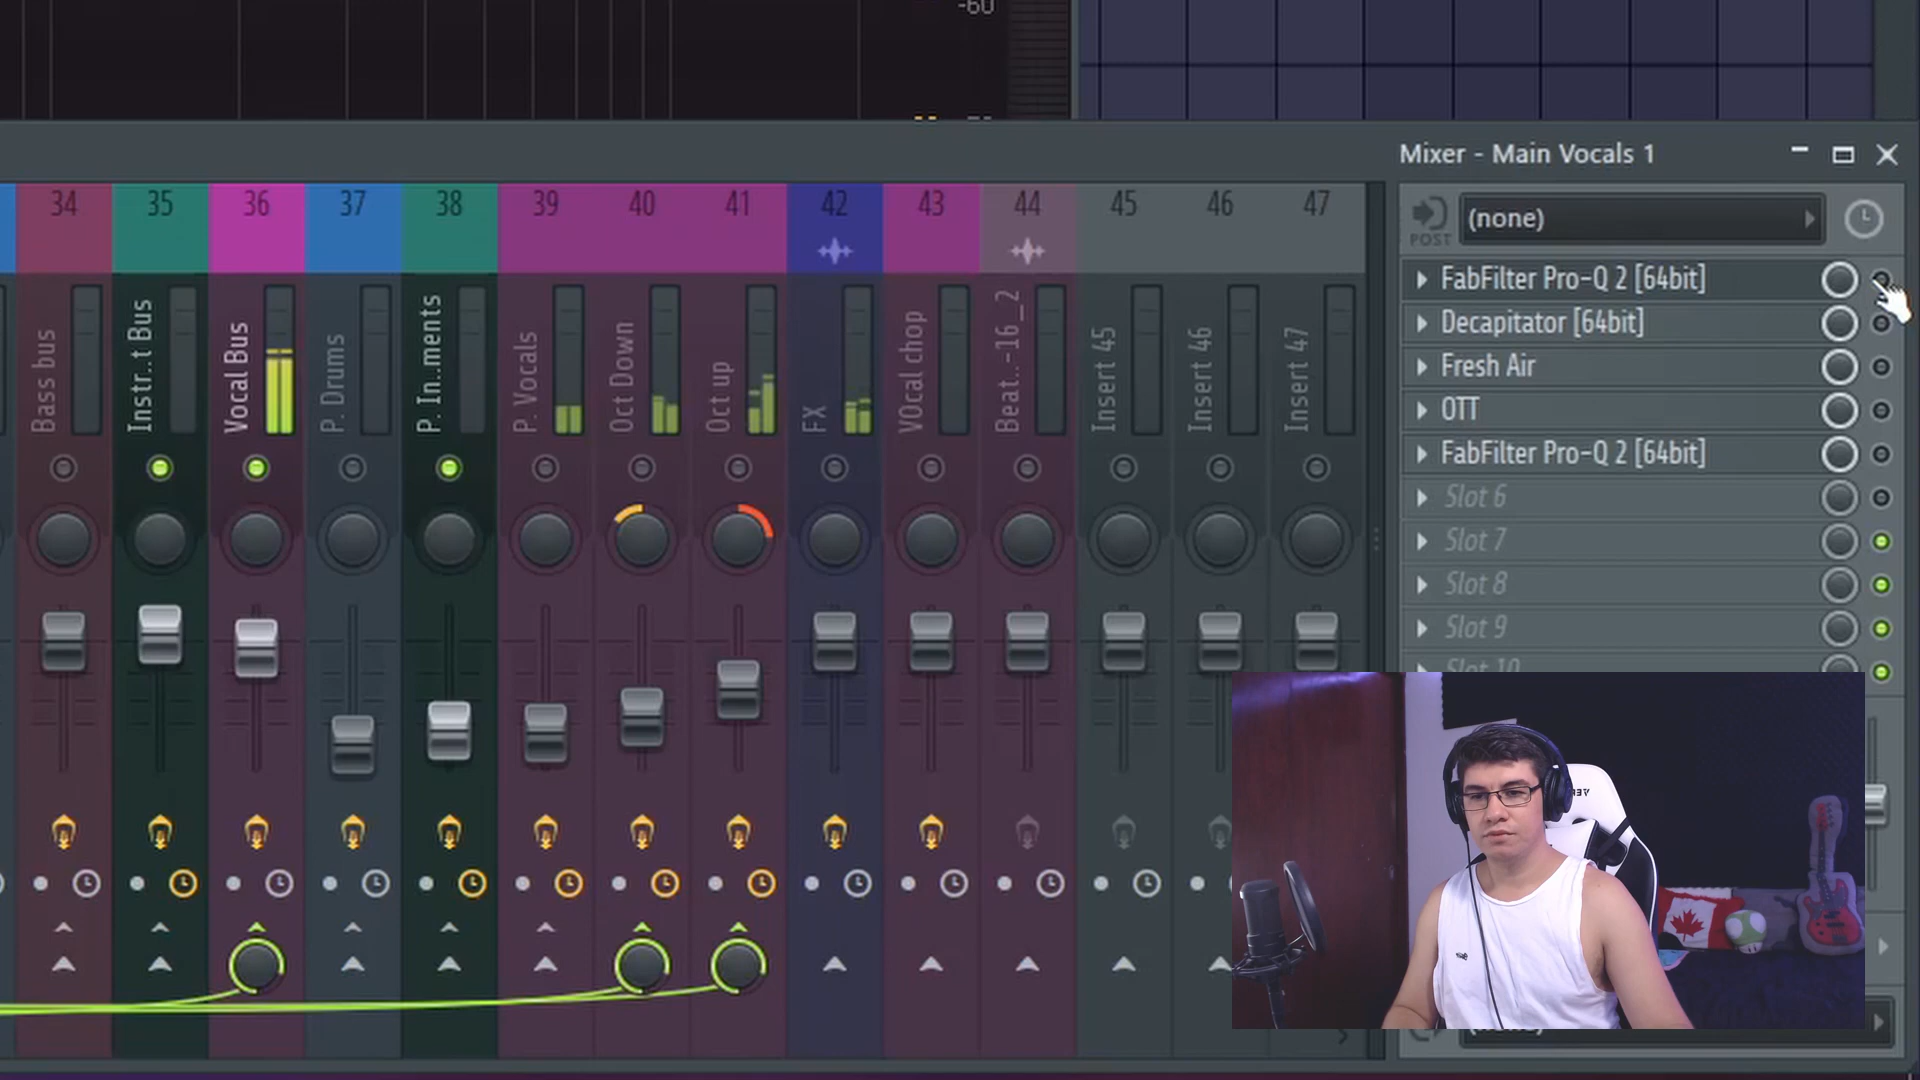 -60
Mixer - Main Vocals 1
34 35 36 37 38 39 40 41 42 43 44 45 46 47
POST
(none)
FabFilter Pro-Q 2 [64bit]
Decapitator [64bit]
Fresh Air
OTT
FabFilter Pro-Q 2 [64bit]
Slot 6
Slot 7
Slot 8
Slot 9
Slot 10
Bass bus
Instr..t Bus
Vocal Bus
P. Drums
P. In..ments
P. Vocals
Oct Down
Oct up
FX
VOcal chop
Beat..-16_2
Insert 45
Insert 46
Insert 47